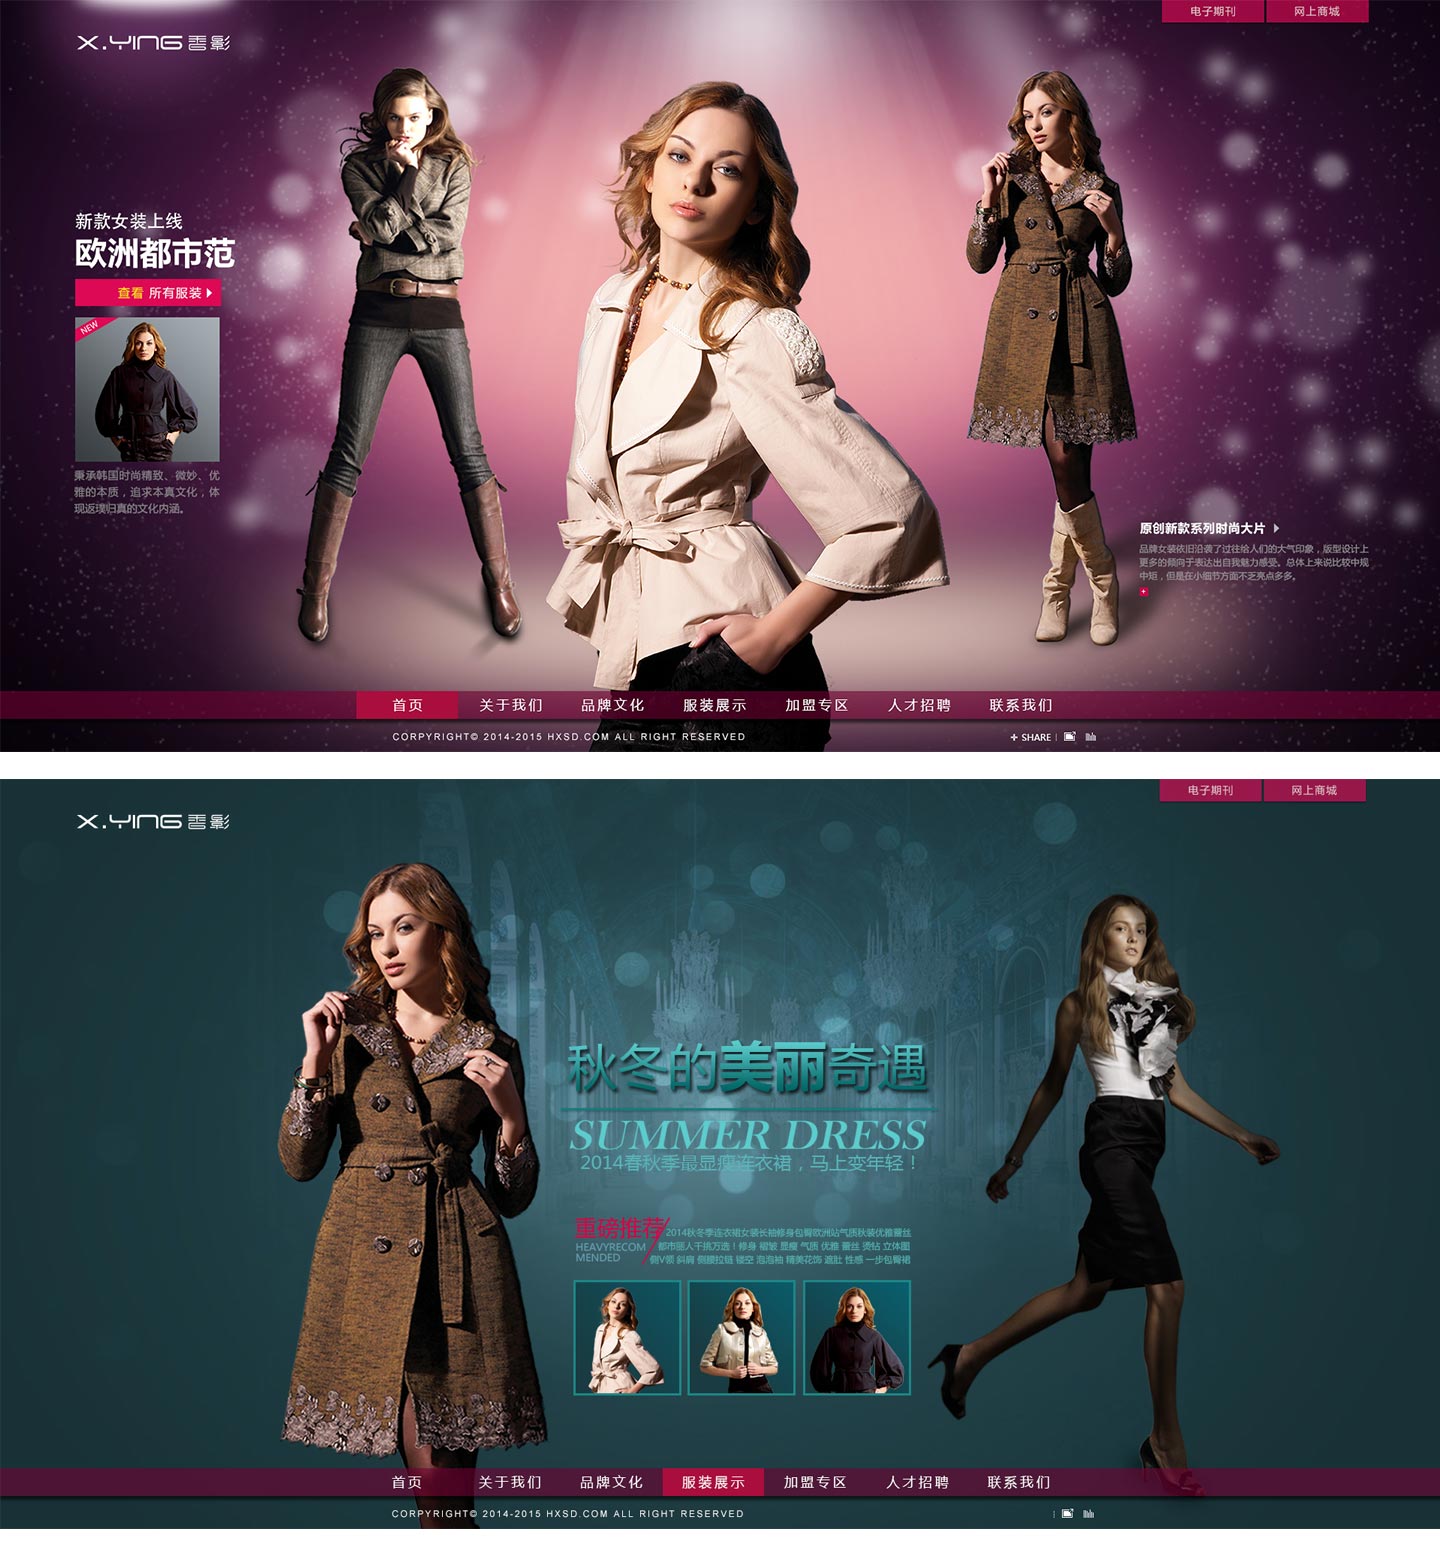 电子期刊 网上商城
X.YING 香影
新款女装上线
欧洲都市范
查看 所有服装
NEW
秉承韩国时尚精致、微妙、优
雅的本质，追求本真文化，体
现返璞归真的文化内涵。
原创新款系列时尚大片
品牌女装依旧沿袭了过往给人们的大气印象，版型设计上
更多的倾向于表达出自我魅力感受。总体上来说比较中规
中矩，但是在小细节方面不乏亮点多多。
首页 关于我们 品牌文化 服装展示 加盟专区 人才招聘 联系我们
CORPYRIGHT© 2014-2015 HXSD.COM ALL RIGHT RESERVED
SHARE
电子期刊 网上商城
X.YING 香影
秋冬的美丽奇遇
SUMMER DRESS
2014春秋季最显瘦连衣裙，马上变年轻！
重磅推荐
HEAVYRECOM
MENDED
2014秋冬季连衣裙女装长袖修身包臀欧洲站气质秋装优雅蕾丝
都市丽人千挑万选！修身 褶皱 显瘦 气质 优雅 蕾丝 烫钻 立体图
侧V领 斜肩 侧腰拉链 镂空 泡泡袖 精美花饰 遮肚 性感 一步包臀裙
首页 关于我们 品牌文化 服装展示 加盟专区 人才招聘 联系我们
CORPYRIGHT© 2014-2015 HXSD.COM ALL RIGHT RESERVED